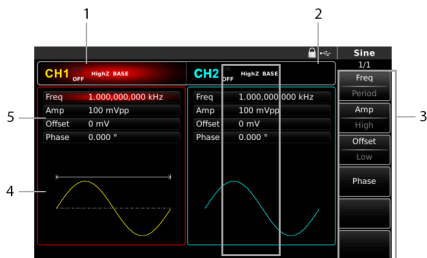 1
2
Sine
1/1
CH1 OFF HighZ BASE
CH2 OFF HighZ BASE
Freq
Period
Freq 1.000,000,000 kHz
Amp 100 mVpp
Offset 0 mV
Phase 0.000 °
Freq 1.000,000,000 kHz
Amp 100 mVpp
Offset 0 mV
Phase 0.000 °
Amp
High
Offset
Low
Phase
3
5
4